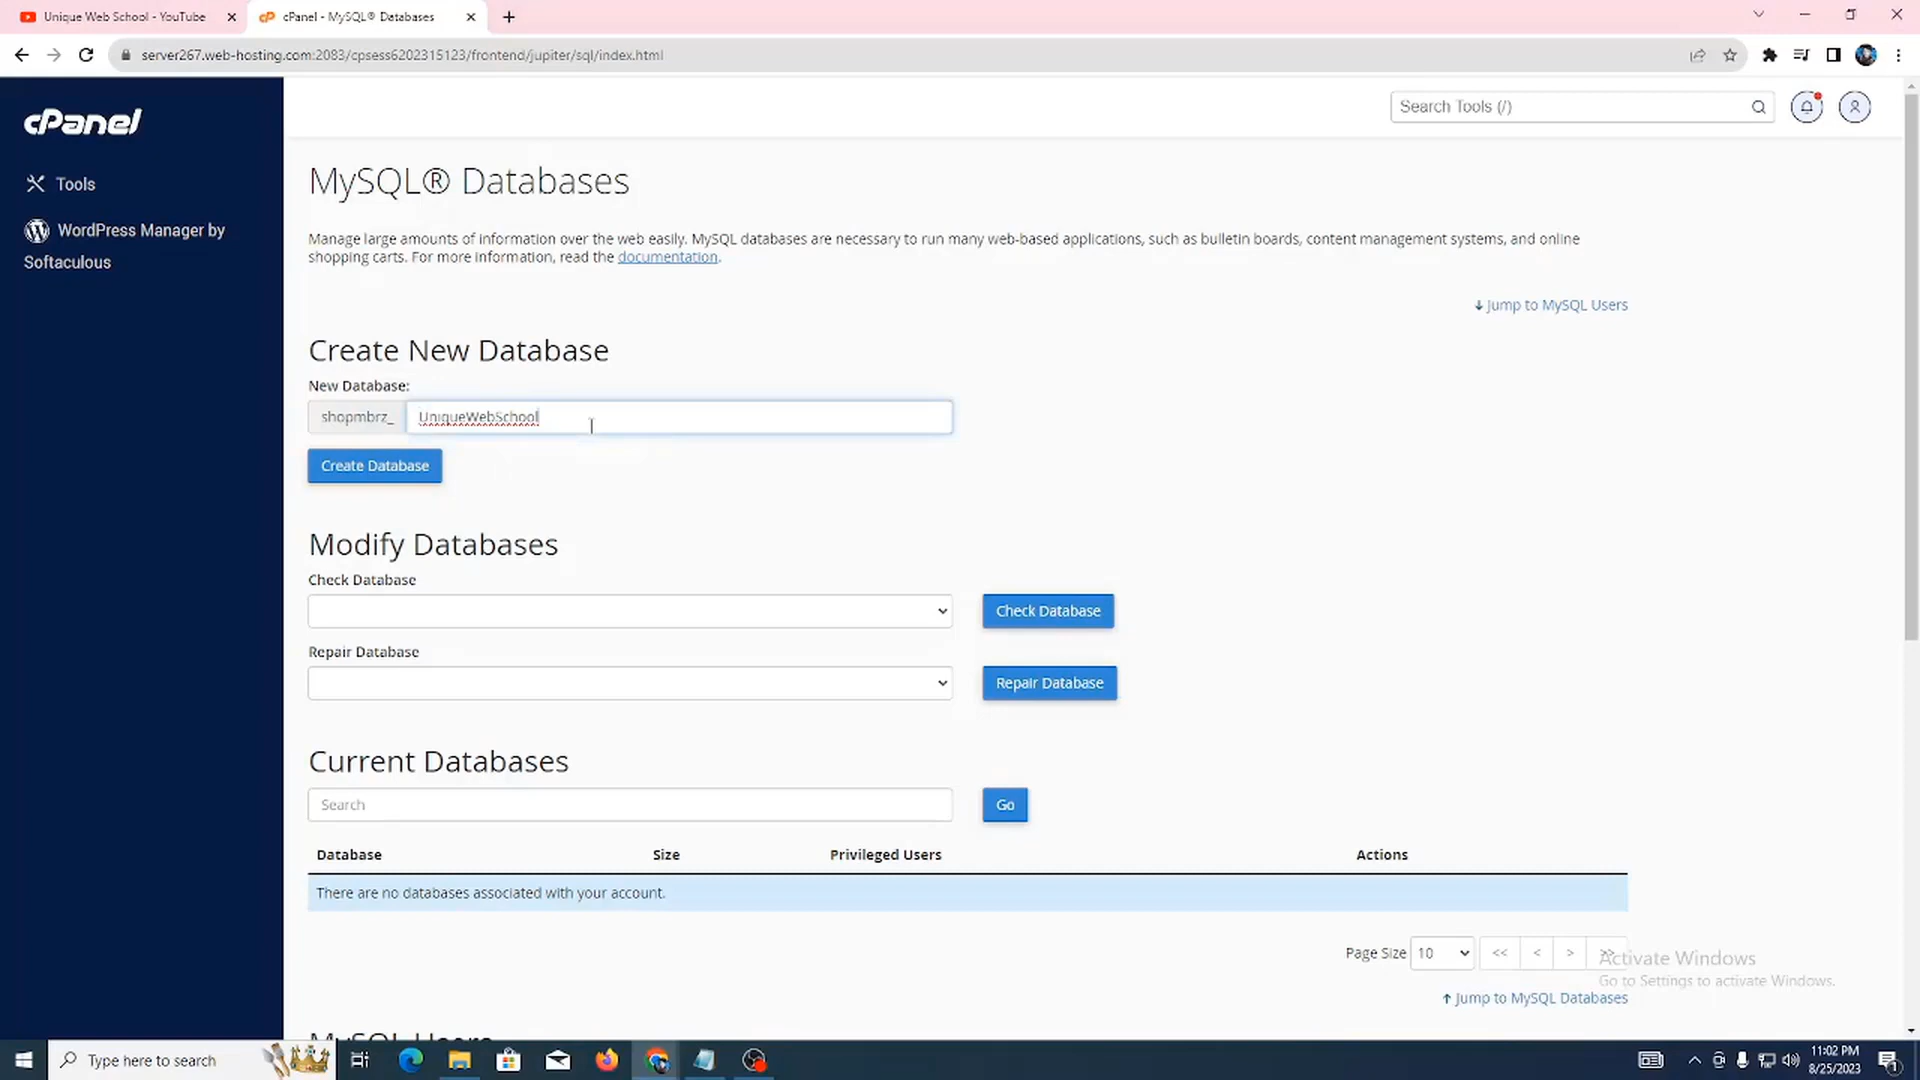 Unique Web School - YouTube
cPanel - MySQL® Databases
server267.web-hosting.com:2083/cpsess6202315123/frontend/jupiter/sql/index.html
cPanel
Search Tools (/)
Tools
WordPress Manager by
Softaculous
MySQL® Databases
Manage large amounts of information over the web easily. MySQL databases are necessary to run many web-based applications, such as bulletin boards, content management systems, and online
shopping carts. For more information, read the documentation.
Jump to MySQL Users
Create New Database
New Database:
shopmbrz_ UniqueWebSchool
Create Database
Modify Databases
Check Database
Check Database
Repair Database
Repair Database
Current Databases
Search Go
Database Size Privileged Users Actions
There are no databases associated with your account.
Page Size 10 << < > >>
Activate Windows
Go to Settings to activate Windows.
Jump to MySQL Databases
MySQL Users
Type here to search
11:02 PM
8/25/2023
1